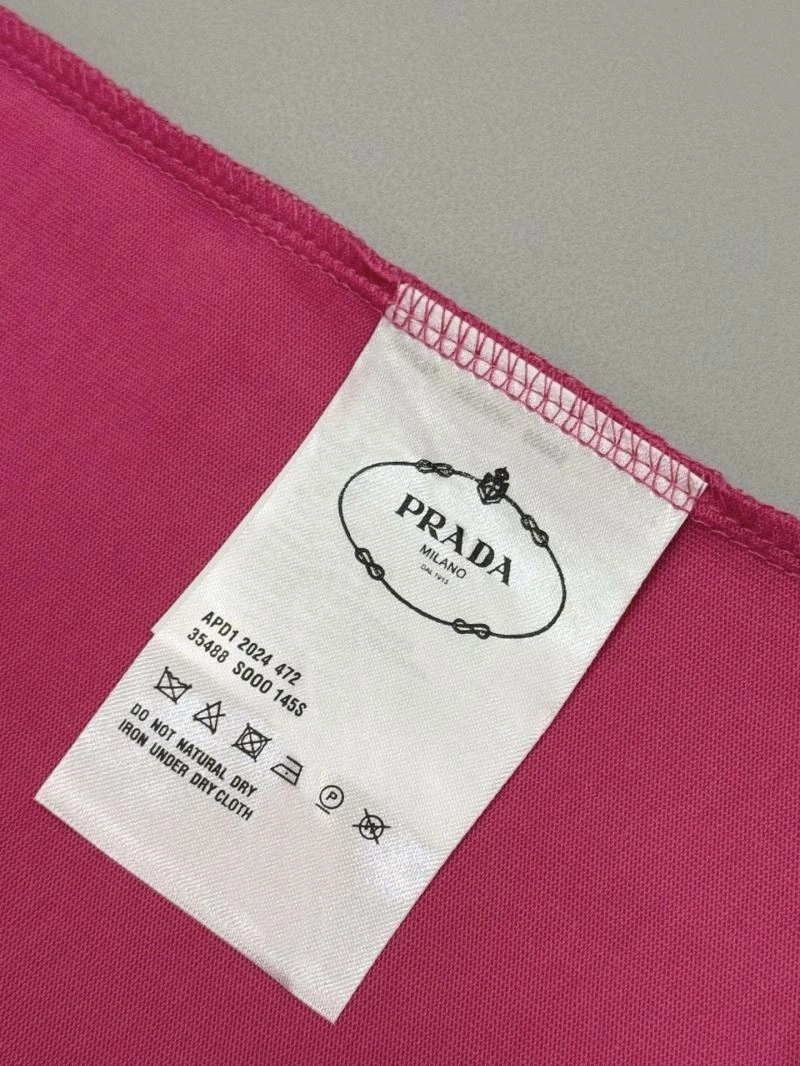 PRADA
MILANO
DAL 1913
APD1 2024 472
35488 S000 145S
DO NOT NATURAL DRY
IRON UNDER DRY CLOTH
P
W